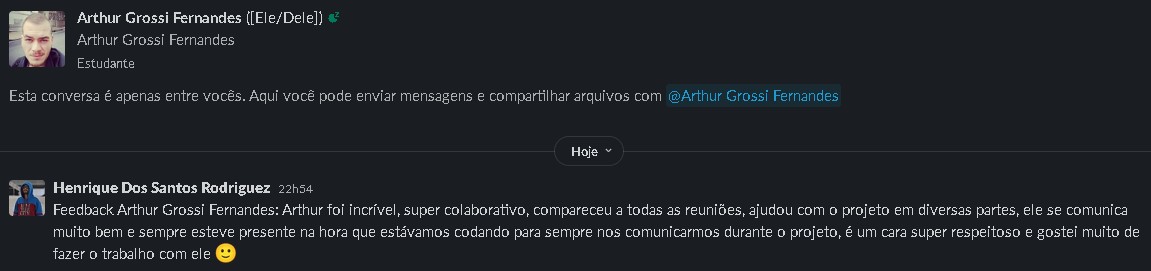 Arthur Grossi Fernandes ([Ele/Dele])
Arthur Grossi Fernandes
Estudante
Esta conversa é apenas entre vocês. Aqui você pode enviar mensagens e compartilhar arquivos com @Arthur Grossi Fernandes
Hoje
Henrique Dos Santos Rodriguez 22h54
Feedback Arthur Grossi Fernandes: Arthur foi incrível, super colaborativo, compareceu a todas as reuniões, ajudou com o projeto em diversas partes, ele se comunica
muito bem e sempre esteve presente na hora que estávamos codando para sempre nos comunicarmos durante o projeto, é um cara super respeitoso e gostei muito de
fazer o trabalho com ele 🙂